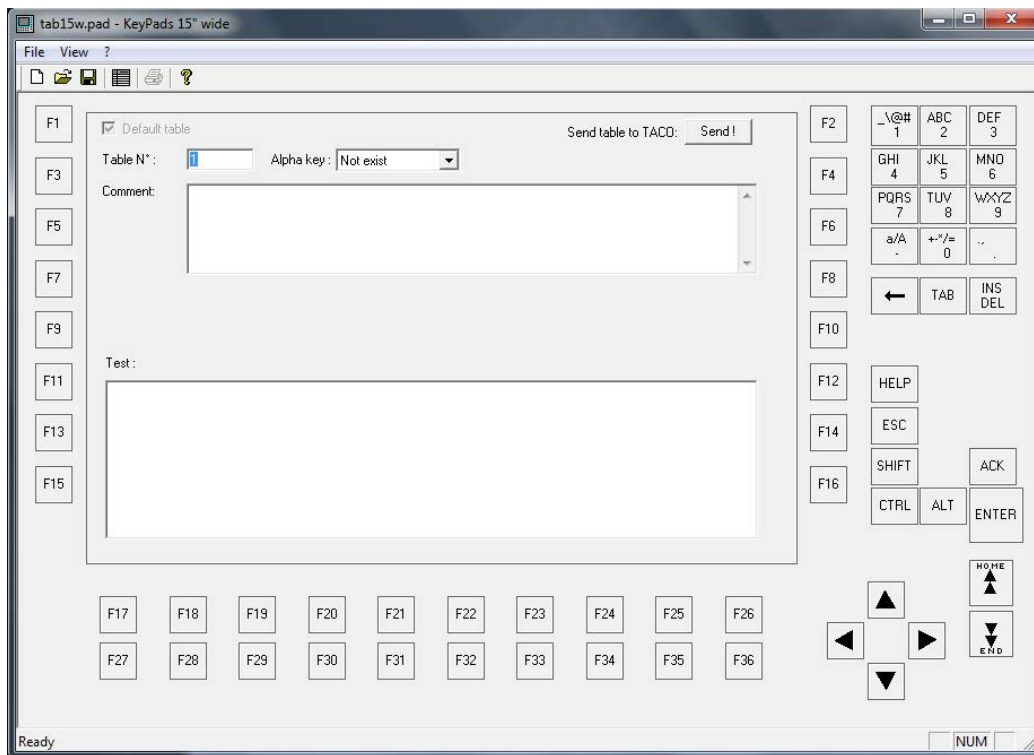 tab15w.pad - KeyPads 15" wide
File View ?
F1
Default table
Send table to TACO:
Send !
F2
_\@#
1
ABC
2
DEF
3
Table N° :
1
Alpha key :
Not exist
F3
Comment:
F4
GHI
4
JKL
5
MNO
6
F5
F6
PQRS
7
TUV
8
WXYZ
9
a/A
-
+-*/=
0
.,
.
F7
F8
TAB
INS
DEL
F9
F10
Test :
F11
F12
HELP
F13
F14
ESC
F15
F16
SHIFT
ACK
CTRL
ALT
ENTER
HOME
END
F17 F18 F19 F20 F21 F22 F23 F24 F25 F26
F27 F28 F29 F30 F31 F32 F33 F34 F35 F36
Ready
NUM